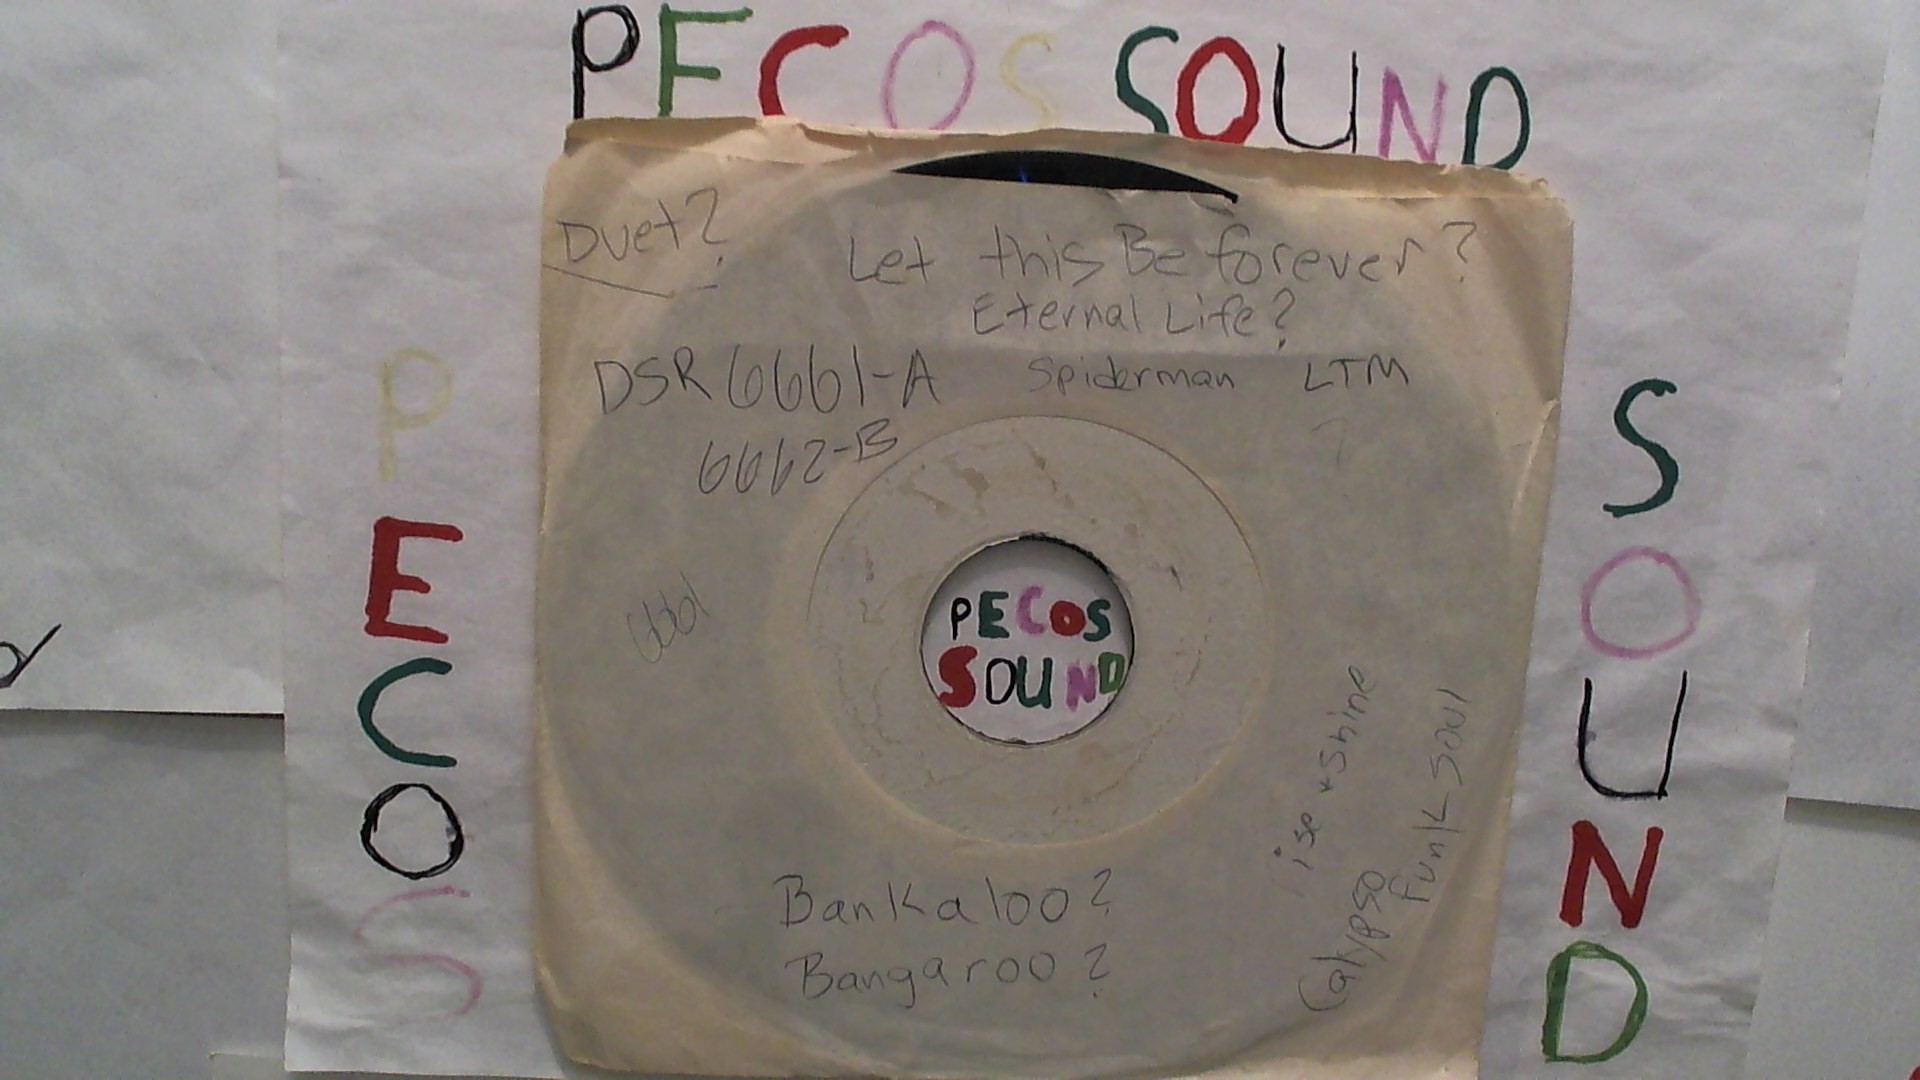 PECOS SOUND
Duet?
Let this Be forever?
Eternal Life?
DSR 6661-A
Spiderman LTM
6662-B
6661
PECOS
SOUND
PECOS
SOUND
ise + shine
Calypso
Funk Soul
Bankaloo?
Bangaroo?